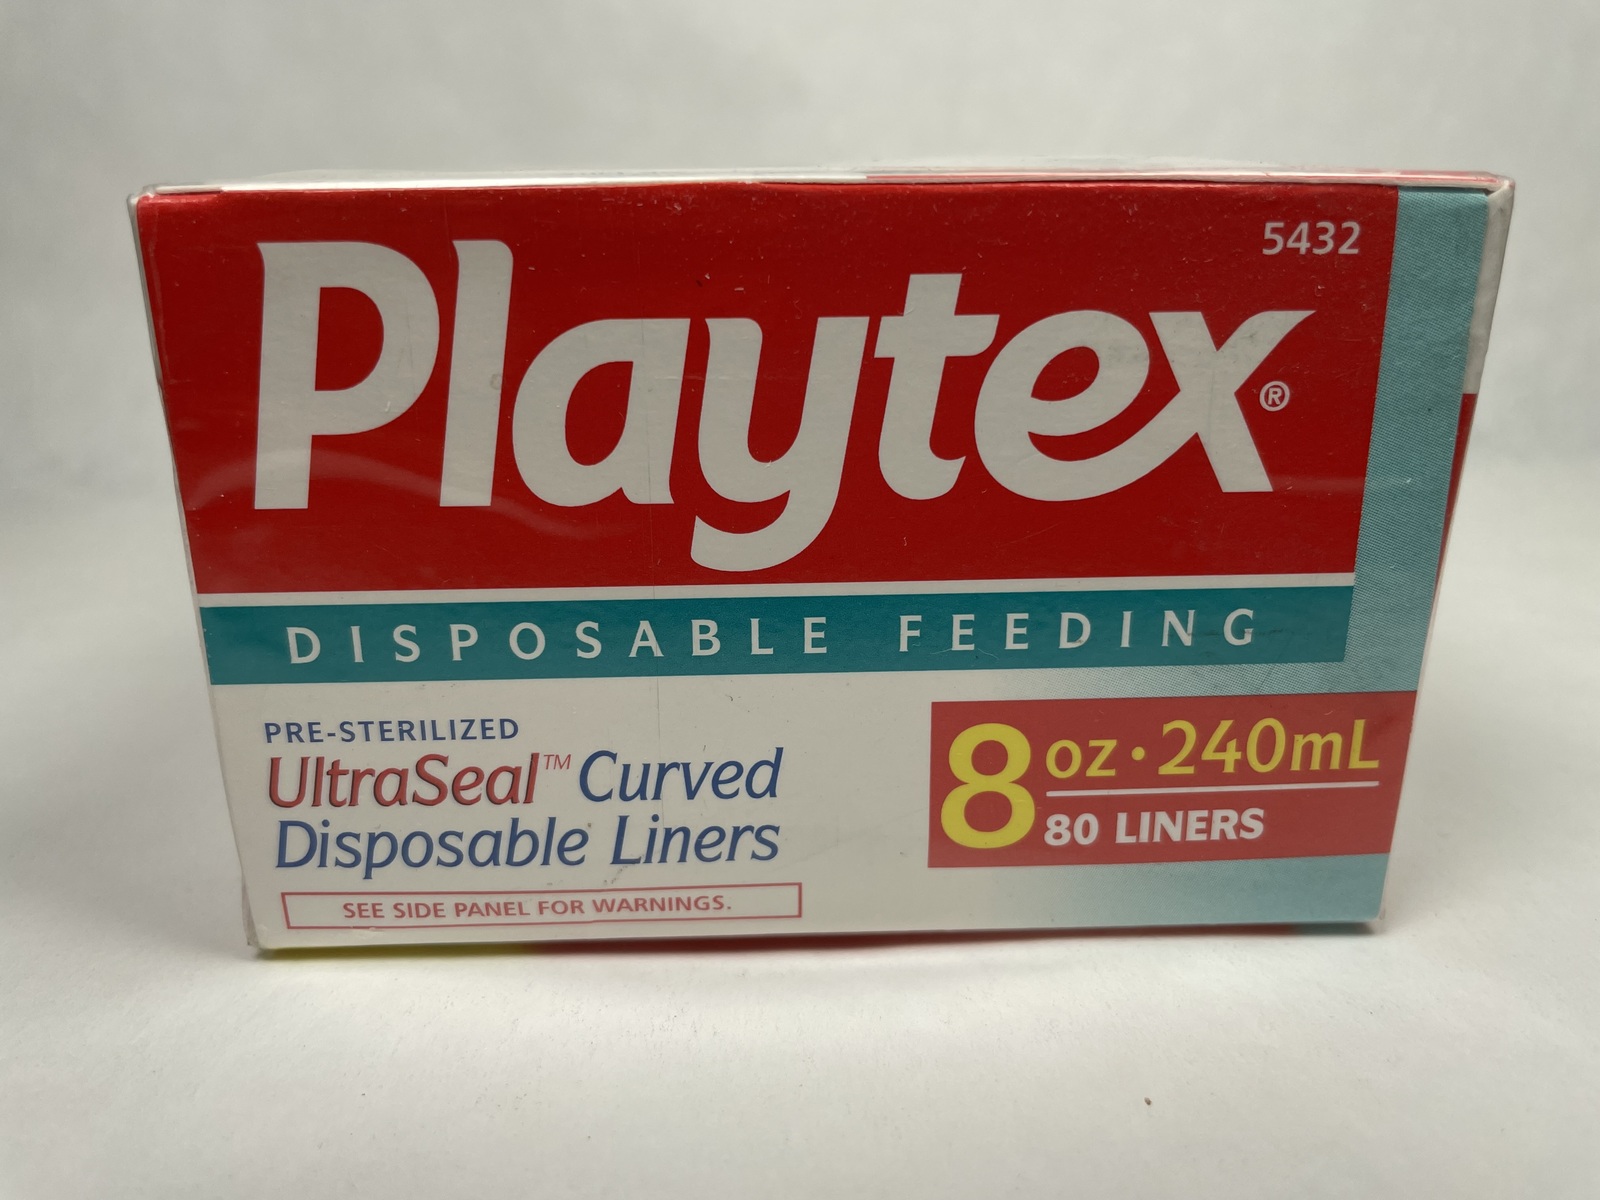 5432
Playtex®
DISPOSABLE FEEDING
PRE-STERILIZED
UltraSeal™ Curved
Disposable Liners
SEE SIDE PANEL FOR WARNINGS.
8 oz • 240mL
80 LINERS